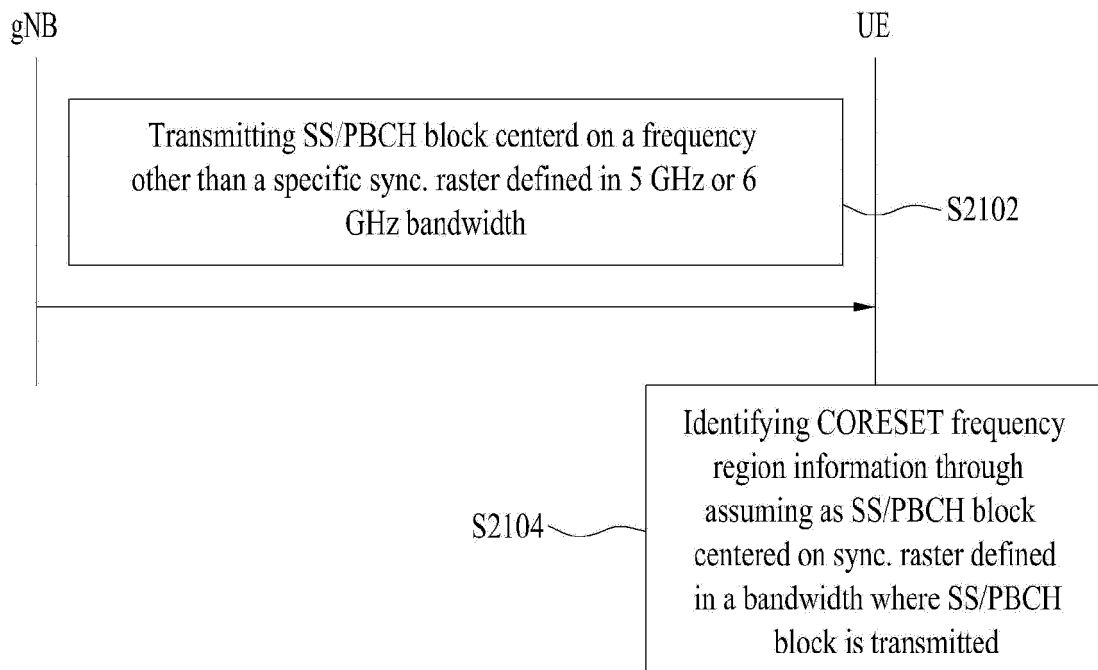 gNB
UE
Transmitting SS/PBCH block centerd on a frequency
other than a specific sync. raster defined in 5 GHz or 6
GHz bandwidth
S2102
Identifying CORESET frequency
region information through
assuming as SS/PBCH block
centered on sync. raster defined
in a bandwidth where SS/PBCH
block is transmitted
S2104